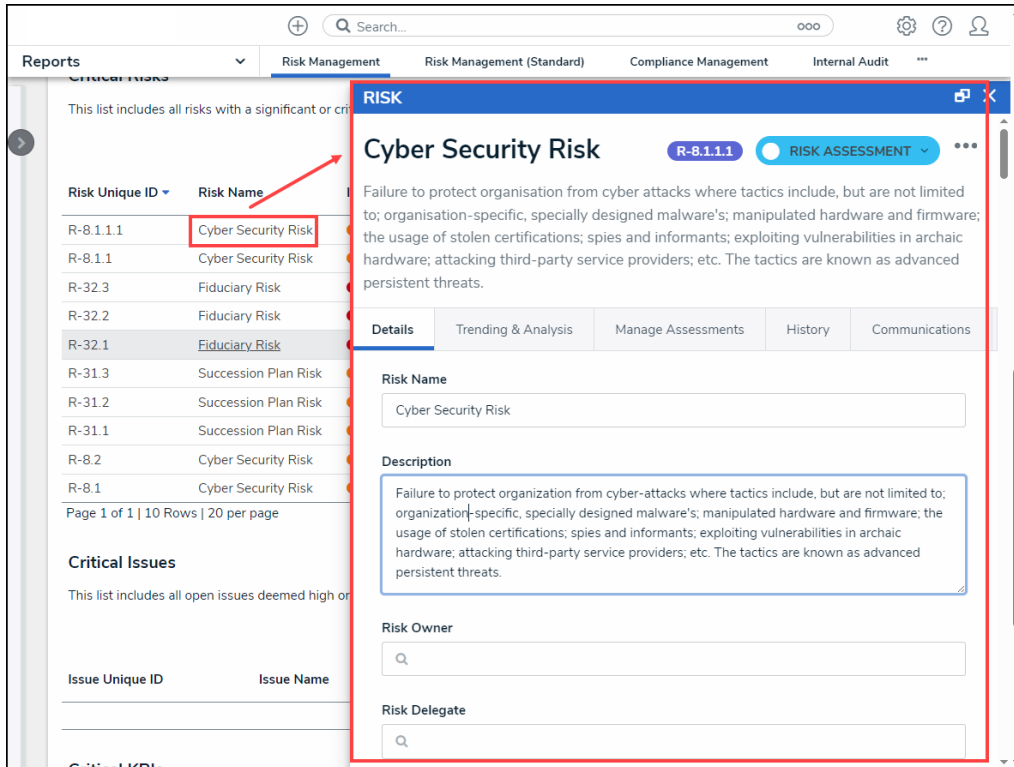 Search...
Reports
Risk Management
Risk Management (Standard)
Compliance Management
Internal Audit
Critical Risks
This list includes all risks with a significant or cri
Risk Unique ID
Risk Name
R-8.1.1.1
Cyber Security Risk
R-8.1.1
Cyber Security Risk
R-32.3
Fiduciary Risk
R-32.2
Fiduciary Risk
R-32.1
Fiduciary Risk
R-31.3
Succession Plan Risk
R-31.2
Succession Plan Risk
R-31.1
Succession Plan Risk
R-8.2
Cyber Security Risk
R-8.1
Cyber Security Risk
Page 1 of 1 | 10 Rows | 20 per page
Critical Issues
This list includes all open issues deemed high or
Issue Unique ID
Issue Name
Critical KRIs
RISK
Cyber Security Risk
R-8.1.1.1
RISK ASSESSMENT
Failure to protect organisation from cyber attacks where tactics include, but are not limited
to; organisation-specific, specially designed malware's; manipulated hardware and firmware;
the usage of stolen certifications; spies and informants; exploiting vulnerabilities in archaic
hardware; attacking third-party service providers; etc. The tactics are known as advanced
persistent threats.
Details
Trending & Analysis
Manage Assessments
History
Communications
Risk Name
Cyber Security Risk
Description
Failure to protect organization from cyber-attacks where tactics include, but are not limited to;
organization-specific, specially designed malware's; manipulated hardware and firmware; the
usage of stolen certifications; spies and informants; exploiting vulnerabilities in archaic
hardware; attacking third-party service providers; etc. The tactics are known as advanced
persistent threats.
Risk Owner
Risk Delegate